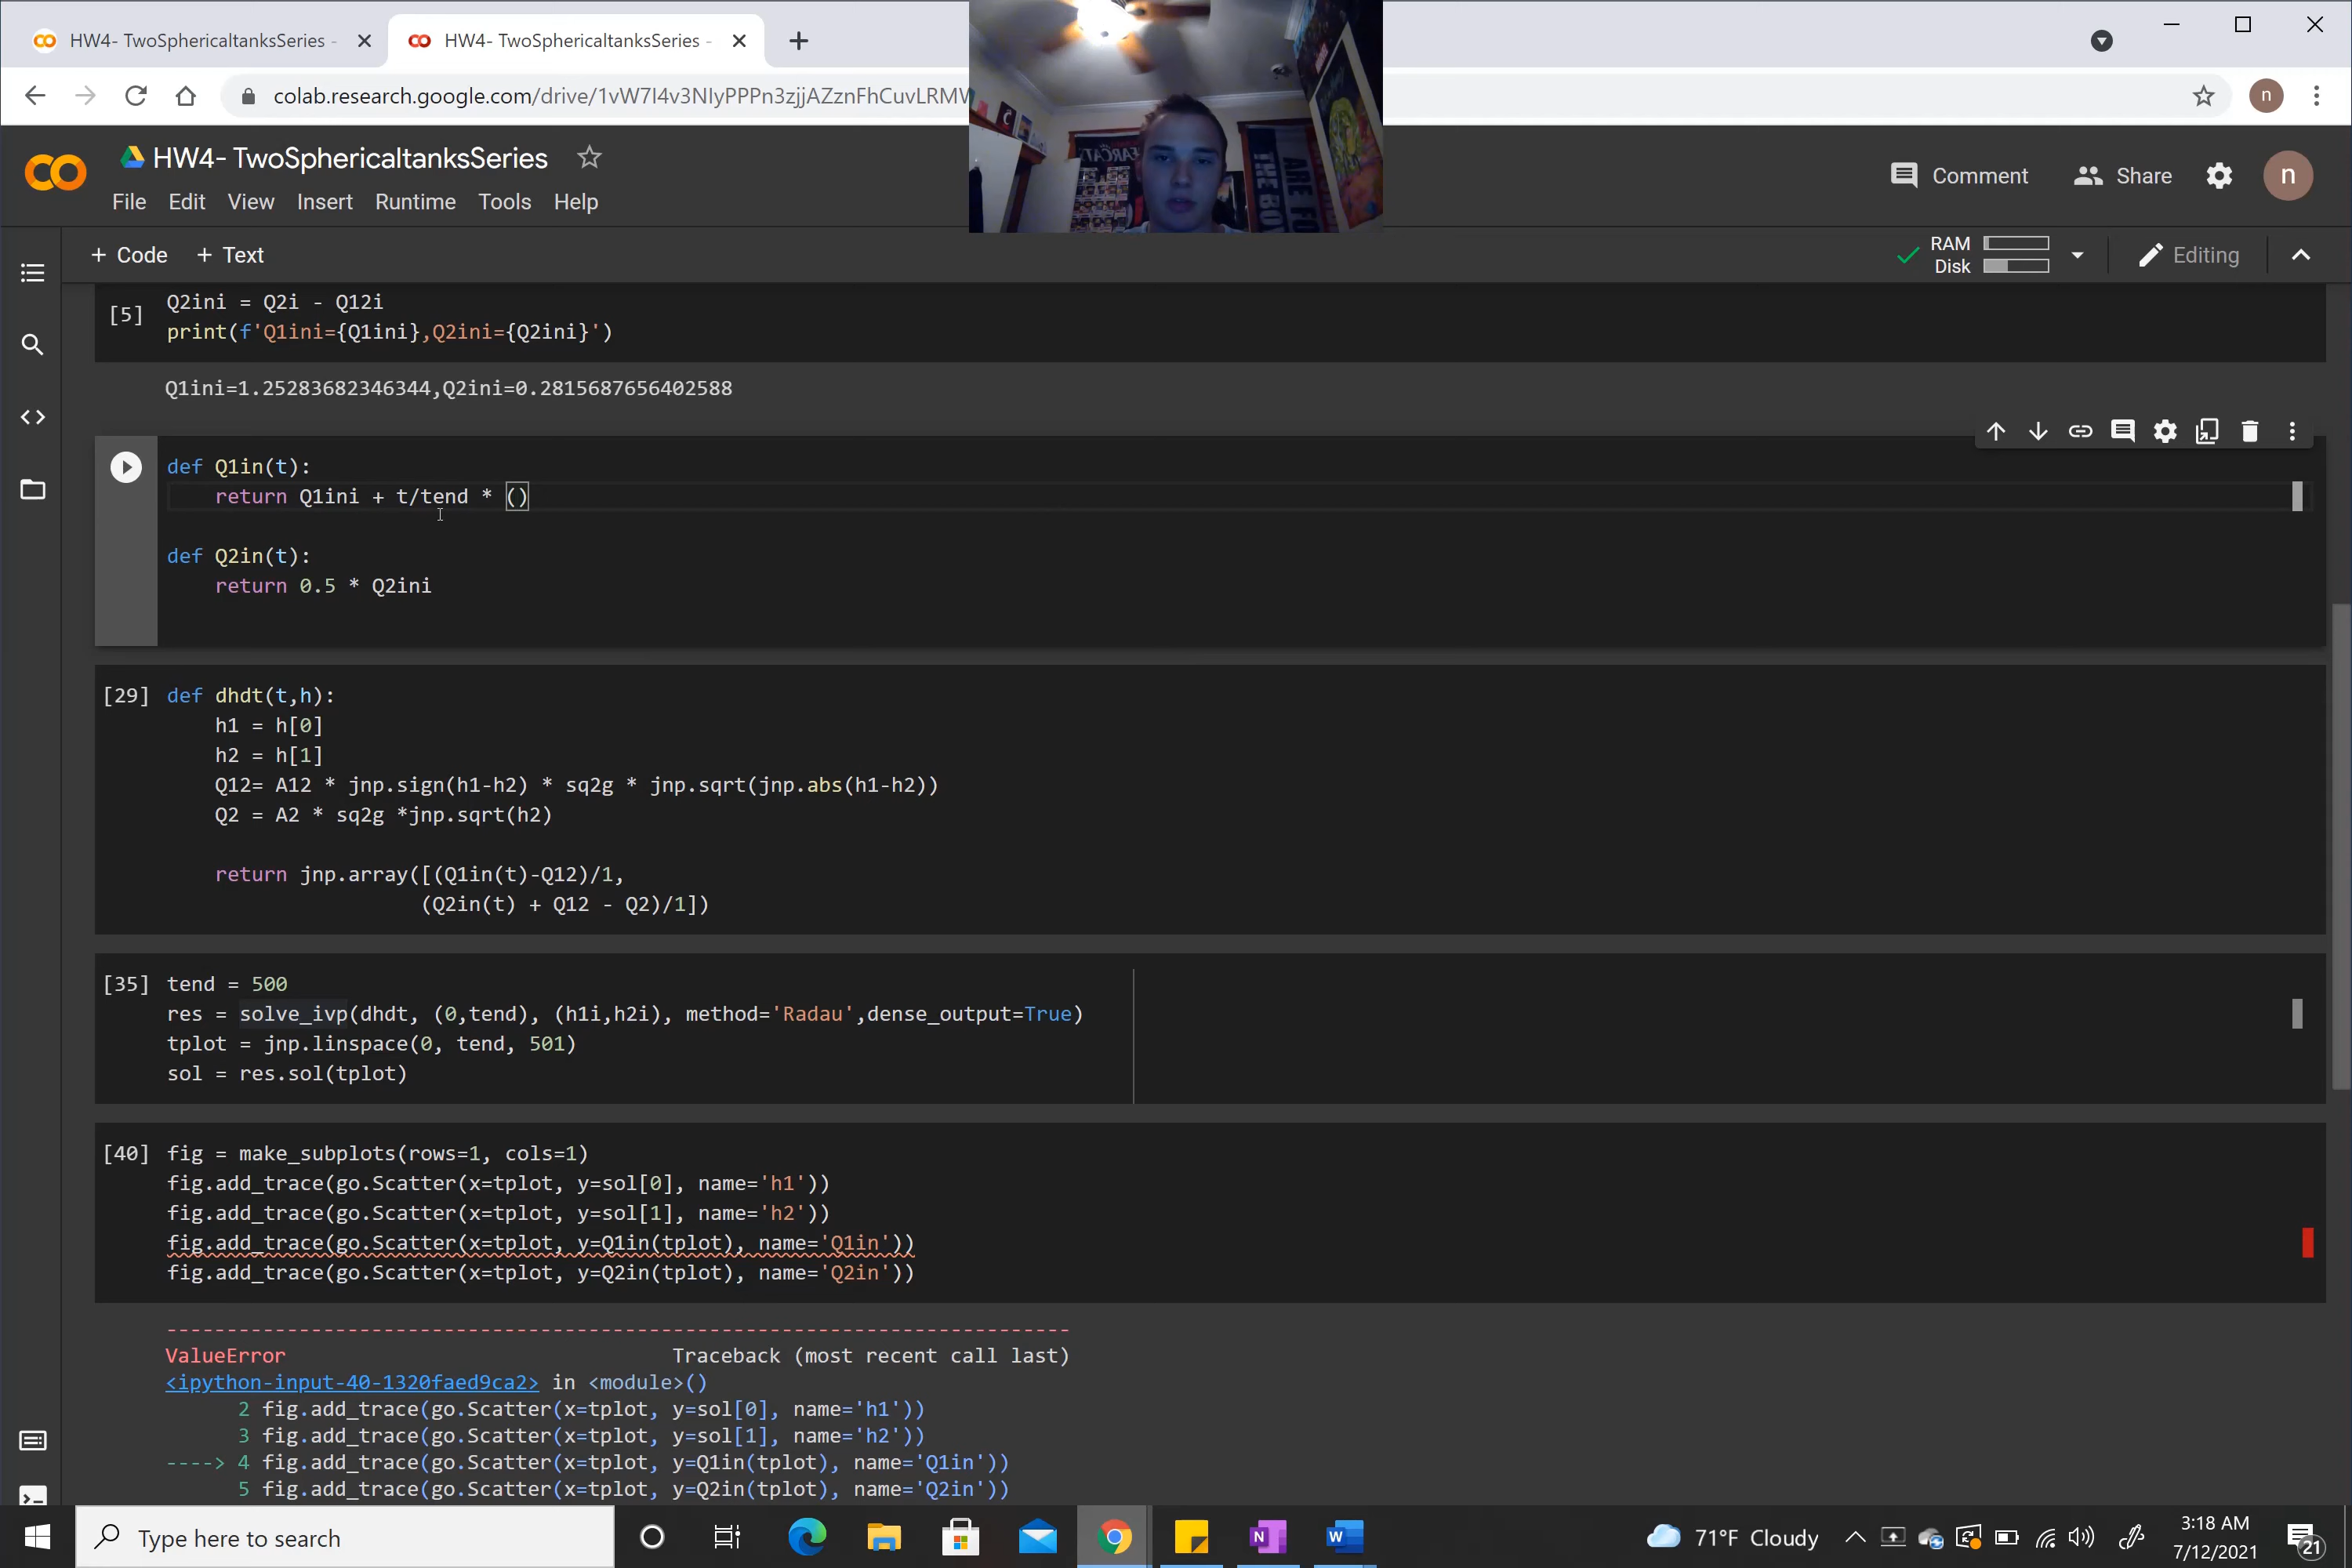 HW4- TwoSphericaltanksSeries -
HW4- TwoSphericaltanksSeries -
n
HW4- TwoSphericaltanksSeries
File Edit View Insert Runtime Tools Help
Comment
Share
n
+ Code + Text
RAM
Disk
Editing
[5]
Q2ini = Q2i - Q12i
print(f'Q1ini={Q1ini},Q2ini={Q2ini}')
Q1ini=1.25283682346344,Q2ini=0.2815687656402588
def Q1in(t):
return Q1ini + t/tend * ()
def Q2in(t):
return 0.5 * Q2ini
[29] def dhdt(t,h):
h1 = h[0]
h2 = h[1]
Q12= A12 * jnp.sign(h1-h2) * sq2g * jnp.sqrt(jnp.abs(h1-h2))
Q2 = A2 * sq2g *jnp.sqrt(h2)
return jnp.array([(Q1in(t)-Q12)/1,
(Q2in(t) + Q12 - Q2)/1])
[35] tend = 500
res = solve_ivp(dhdt, (0,tend), (h1i,h2i), method='Radau',dense_output=True)
tplot = jnp.linspace(0, tend, 501)
sol = res.sol(tplot)
[40] fig = make_subplots(rows=1, cols=1)
fig.add_trace(go.Scatter(x=tplot, y=sol[0], name='h1'))
fig.add_trace(go.Scatter(x=tplot, y=sol[1], name='h2'))
fig.add_trace(go.Scatter(x=tplot, y=Q1in(tplot), name='Q1in'))
fig.add_trace(go.Scatter(x=tplot, y=Q2in(tplot), name='Q2in'))
---------------------------------------------------------------------------
ValueError Traceback (most recent call last)
<ipython-input-40-1320faed9ca2> in <module>()
2 fig.add_trace(go.Scatter(x=tplot, y=sol[0], name='h1'))
3 fig.add_trace(go.Scatter(x=tplot, y=sol[1], name='h2'))
----> 4 fig.add_trace(go.Scatter(x=tplot, y=Q1in(tplot), name='Q1in'))
5 fig.add_trace(go.Scatter(x=tplot, y=Q2in(tplot), name='Q2in'))
Type here to search
71°F Cloudy
3:18 AM
7/12/2021
21